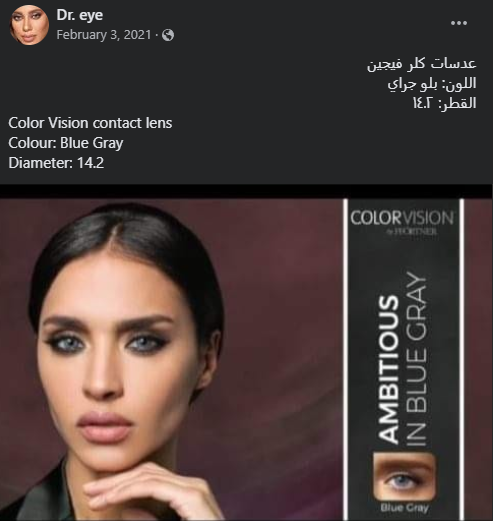 Dr. eye
February 3, 2021
عدسات كلر فيجين
اللون: بلو جراي
القطر: ١٤.٢
Color Vision contact lens
Colour: Blue Gray
Diameter: 14.2
COLORVISION
by PFÖRTNER
AMBITIOUS
IN BLUE GRAY
Blue Gray